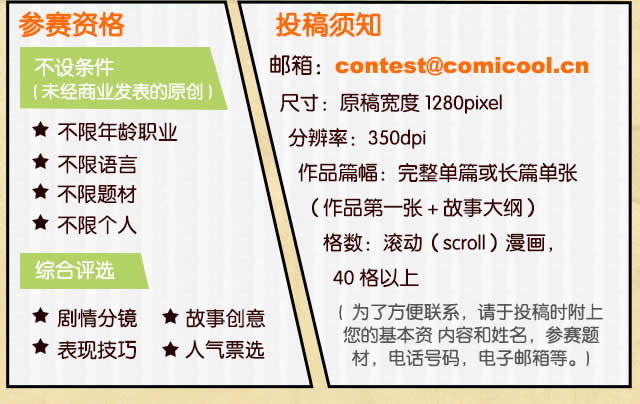 参赛资格
不设条件
(未经商业发表的原创)
★ 不限年龄职业
★ 不限语言
★ 不限题材
★ 不限个人
综合评选
★ 剧情分镜 ★ 故事创意
★ 表现技巧 ★ 人气票选
投稿须知
邮箱：contest@comicool.cn
尺寸：原稿宽度 1280pixel
分辨率：350dpi
作品篇幅：完整单篇或长篇单张
（作品第一张 + 故事大纲）
格数：滚动（scroll）漫画，
40 格以上
( 为了方便联系，请于投稿时附上
您的基本资 内容和姓名，参赛题
材，电话号码，电子邮箱等。)